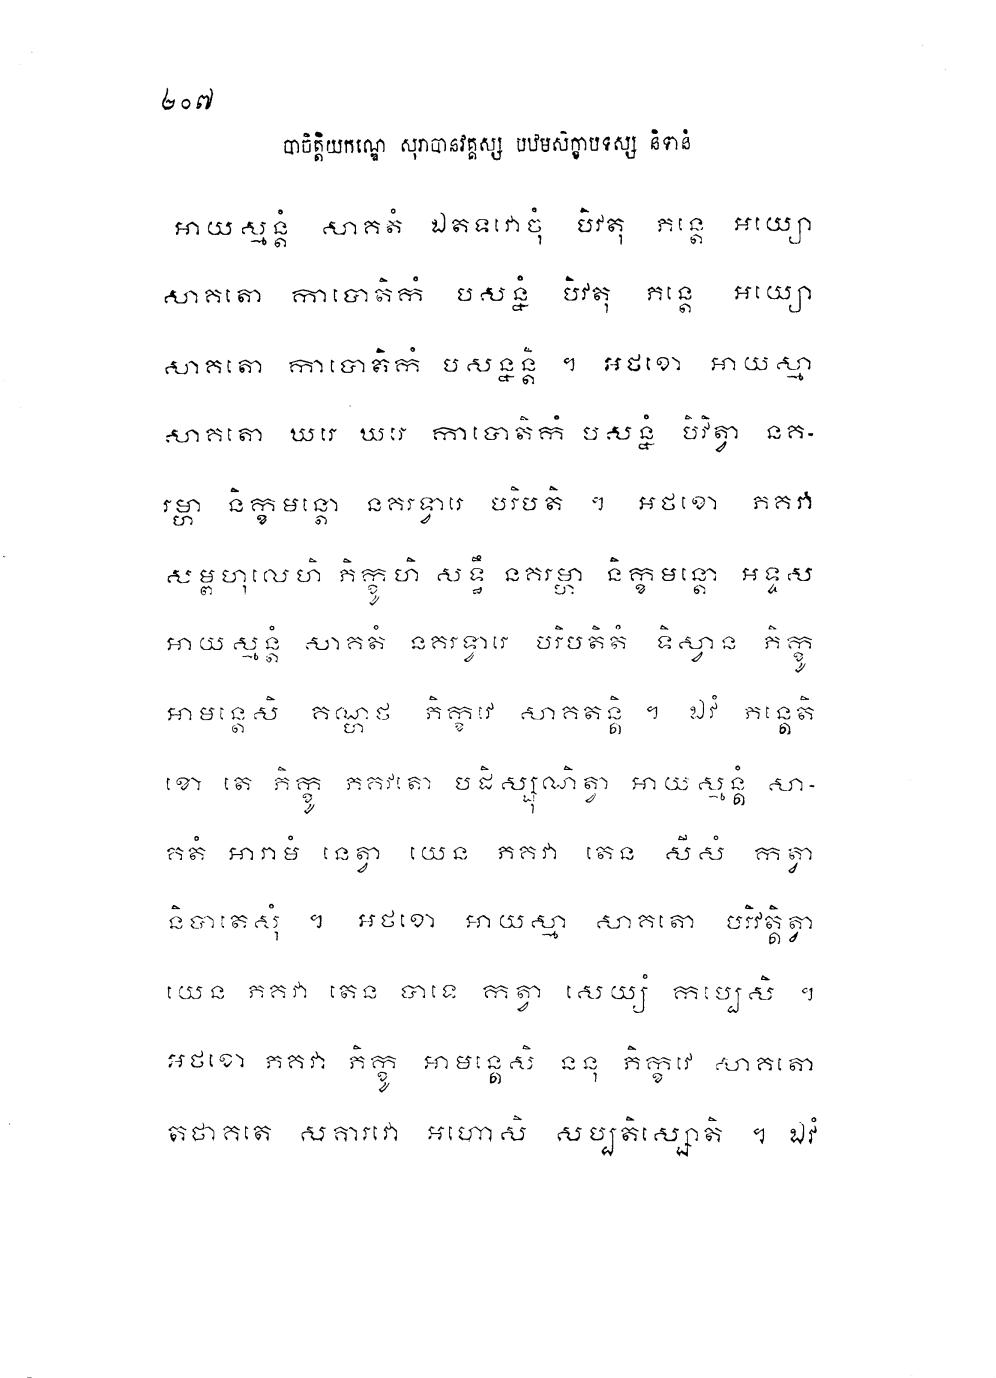 ២០៧
បាចិត្តិយកណ្ឌេ សុរាបានវគ្គស្ស បឋមសិក្ខាបទស្ស និទានំ
អាយស្មន្តំ សាគតំ ឯតទវោចុំ បិវតុ ភន្តេ អយ្យោ
សាគតោ កាបោតិកំ បសន្នំ បិវតុ ភន្តេ អយ្យោ
សាគតោ កាបោតិកំ បសន្នន្តិ ។ អថខោ អាយស្មា
សាគតោ ឃរេ ឃរេ កាបោតិកំ បសន្នំ បិវិត្វា នគ-
រម្ហា និក្ខមន្តោ នគរទ្វារេ បរិបតិ ។ អថខោ ភគវា
សម្ពហុលេហិ ភិក្ខូហិ សទ្ធឹ នគរម្ហា និក្ខមន្តោ អទ្ទស
អាយស្មន្តំ សាគតំ នគរទ្វារេ បរិបតិតំ ទិស្វាន ភិក្ខូ
អាមន្តេសិ គណ្ហថ ភិក្ខវេ សាគតន្តិ ។ ឯវំ ភន្តេតិ
ខោ តេ ភិក្ខូ ភគវតោ បដិស្សុណិត្វា អាយស្មន្តំ សា-
គតំ អារាមំ នេត្វា យេន ភគវា តេន សីសំ កត្វា
និបាតេសុំ ។ អថខោ អាយស្មា សាគតោ បរិវត្តិត្វា
យេន ភគវា តេន បាទេ កត្វា សេយ្យំ កប្បេសិ ។
អថខោ ភគវា ភិក្ខូ អាមន្តេសិ ននុ ភិក្ខវេ សាគតោ
តថាគតេ សគារវោ អហោសិ សប្បតិស្សោតិ ។ ឯវំ